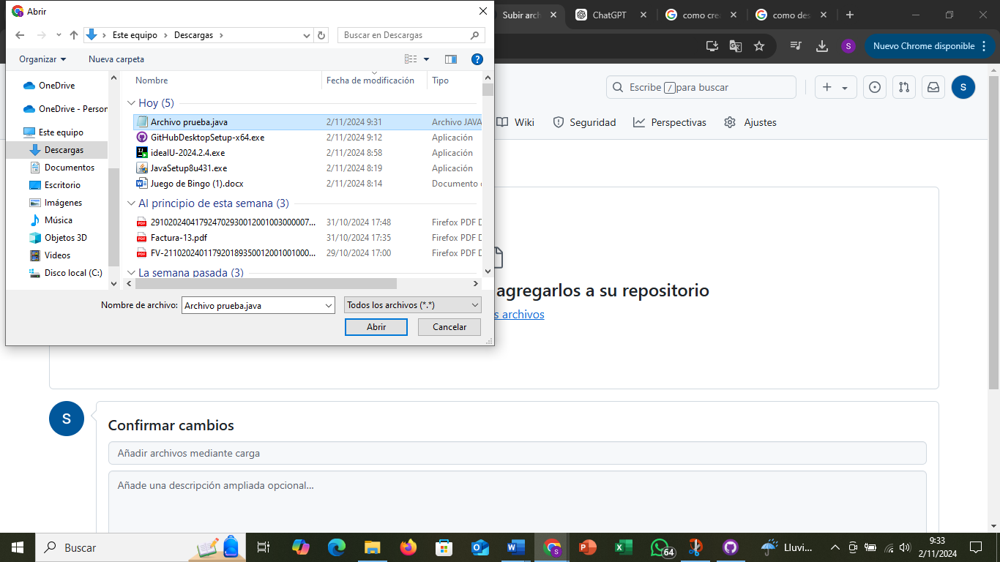 Abrir
Subir arch
ChatGPT
como cre
como des
Este equipo
Descargas
Buscar en Descargas
Nuevo Chrome disponible
S
Organizar
Nueva carpeta
OneDrive
OneDrive - Person
Este equipo
Descargas
Documentos
Escritorio
Imágenes
Música
Objetos 3D
Videos
Disco local (C:)
Nombre
Fecha de modificación
Tipo
Hoy (5)
Archivo prueba.java
2/11/2024 9:31
Archivo JAVA
GitHubDesktopSetup-x64.exe
2/11/2024 9:12
Aplicación
ideaIU-2024.2.4.exe
2/11/2024 8:58
Aplicación
JavaSetup8u431.exe
2/11/2024 8:19
Aplicación
Juego de Bingo (1).docx
2/11/2024 8:14
Documento
Al principio de esta semana (3)
2910202404179247029300120010030000007...
31/10/2024 17:48
Firefox PDF D
Factura-13.pdf
31/10/2024 17:35
Firefox PDF D
FV-2110202401179201893500120010010000...
29/10/2024 17:00
Firefox PDF D
La semana pasada (3)
Nombre de archivo:
Archivo prueba.java
Todos los archivos (*.*)
Abrir
Cancelar
Escribe / para buscar
S
Wiki
Seguridad
Perspectivas
Ajustes
agregarlos a su repositorio
s archivos
S
Confirmar cambios
Añadir archivos mediante carga
Añade una descripción ampliada opcional...
Buscar
64
Lluvi...
9:33
2/11/2024